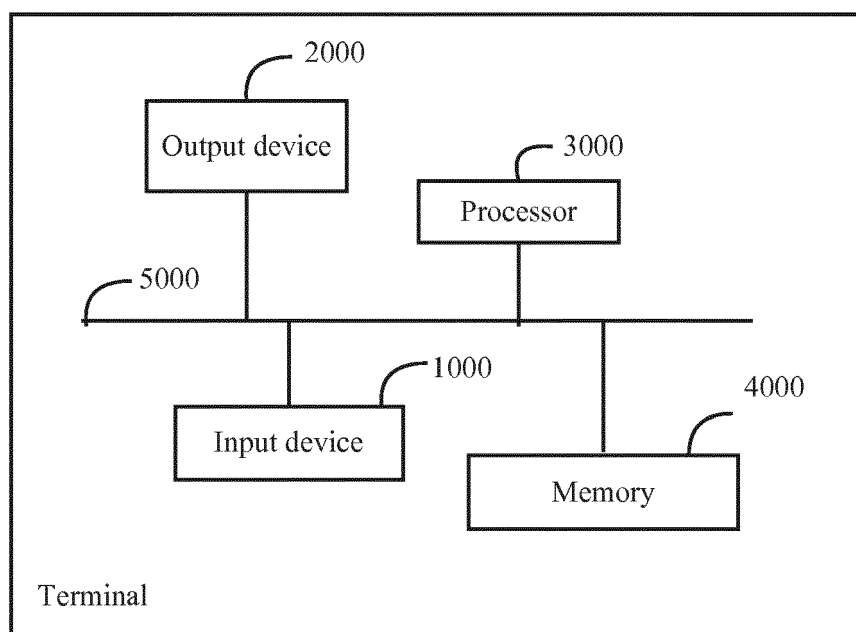 2000
Output device
3000
Processor
5000
1000
Input device
4000
Memory
Terminal